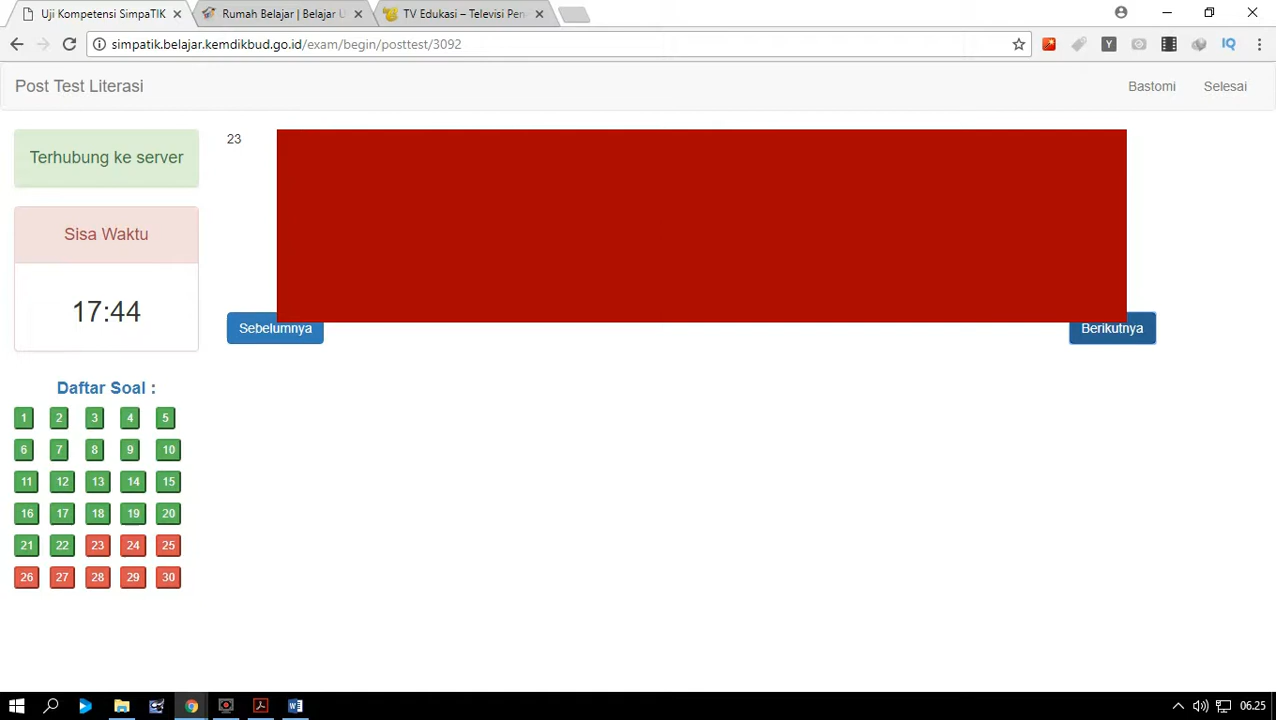 Uji Kompetensi SimpaTIK
Rumah Belajar | Belajar U
TV Edukasi – Televisi Pen
simpatik.belajar.kemdikbud.go.id/exam/begin/posttest/3092
Y
IQ
Post Test Literasi
Bastomi
Selesai
Terhubung ke server
23
Sisa Waktu
17:44
Sebelumnya
Berikutnya
Daftar Soal :
1 2 3 4 5
6 7 8 9 10
11 12 13 14 15
16 17 18 19 20
21 22 23 24 25
26 27 28 29 30
06.25